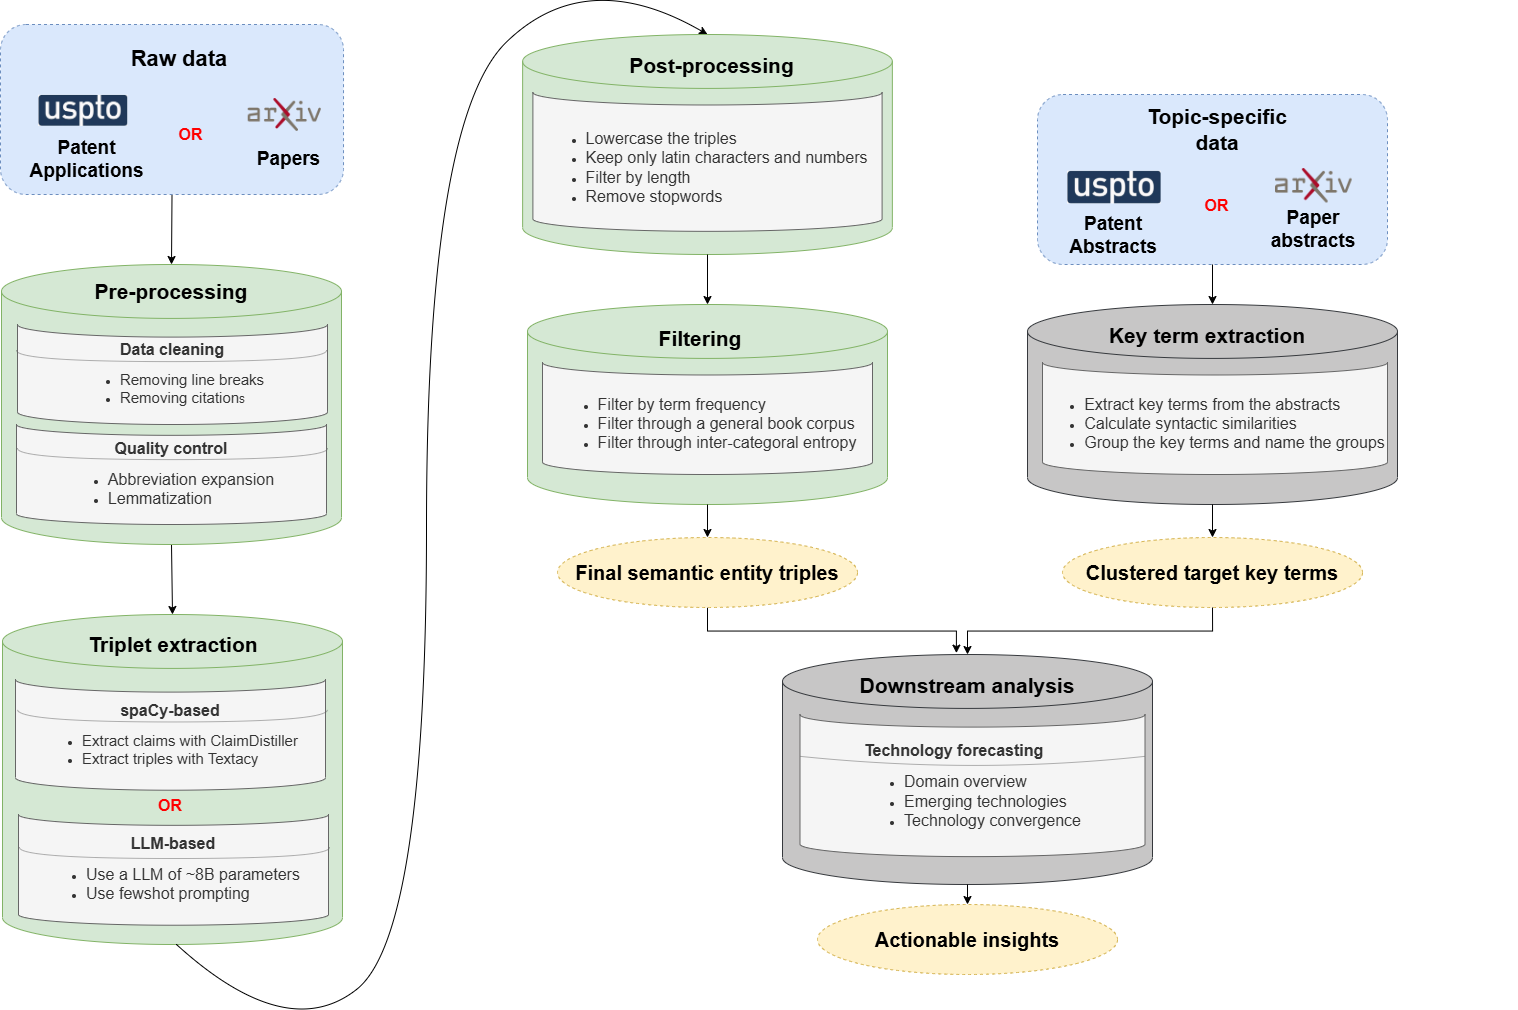 Raw data
uspto
Patent
Applications
OR
arXiv
Papers
Pre-processing
Data cleaning
• Removing line breaks
• Removing citations
Quality control
• Abbreviation expansion
• Lemmatization
Triplet extraction
spaCy-based
• Extract claims with ClaimDistiller
• Extract triples with Textacy
OR
LLM-based
• Use a LLM of ~8B parameters
• Use fewshot prompting
Post-processing
• Lowercase the triples
• Keep only latin characters and numbers
• Filter by length
• Remove stopwords
Filtering
• Filter by term frequency
• Filter through a general book corpus
• Filter through inter-categoral entropy
Final semantic entity triples
Topic-specific
data
uspto
Patent
Abstracts
OR
arXiv
Paper
abstracts
Key term extraction
• Extract key terms from the abstracts
• Calculate syntactic similarities
• Group the key terms and name the groups
Clustered target key terms
Downstream analysis
Technology forecasting
• Domain overview
• Emerging technologies
• Technology convergence
Actionable insights